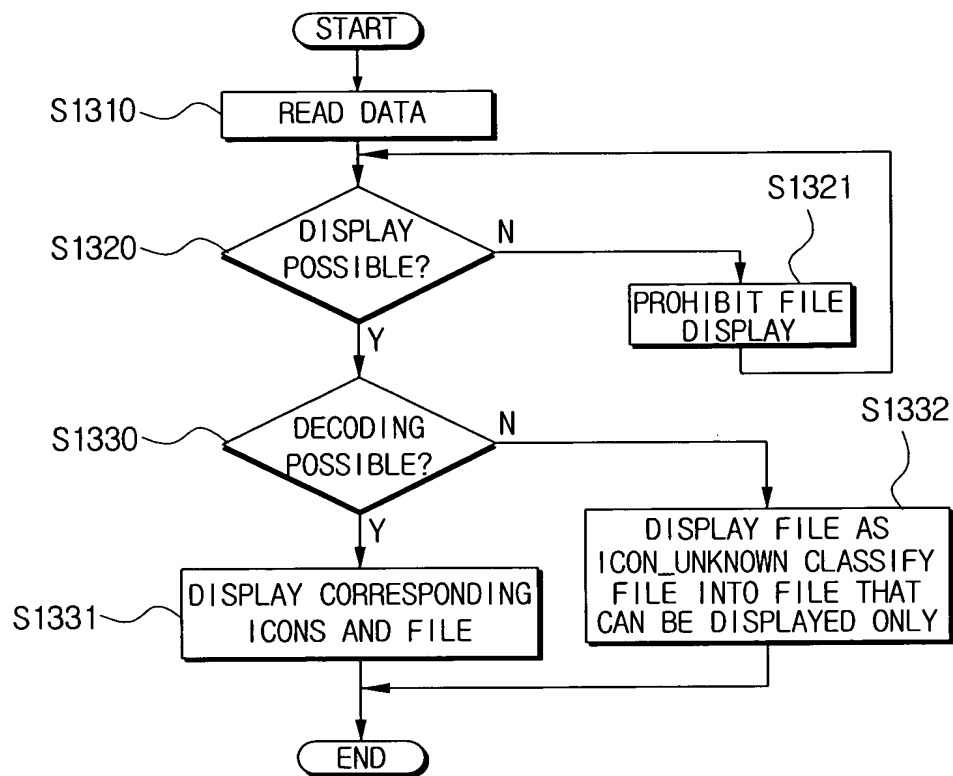 START
S1310
READ DATA
S1321
S1320
DISPLAY
POSSIBLE?
N
PROHIBIT FILE
DISPLAY
Y
S1332
S1330
DECODING
POSSIBLE?
N
Y
DISPLAY FILE AS
ICON_UNKNOWN CLASSIFY
FILE INTO FILE THAT
CAN BE DISPLAYED ONLY
S1331
DISPLAY CORRESPONDING
ICONS AND FILE
END